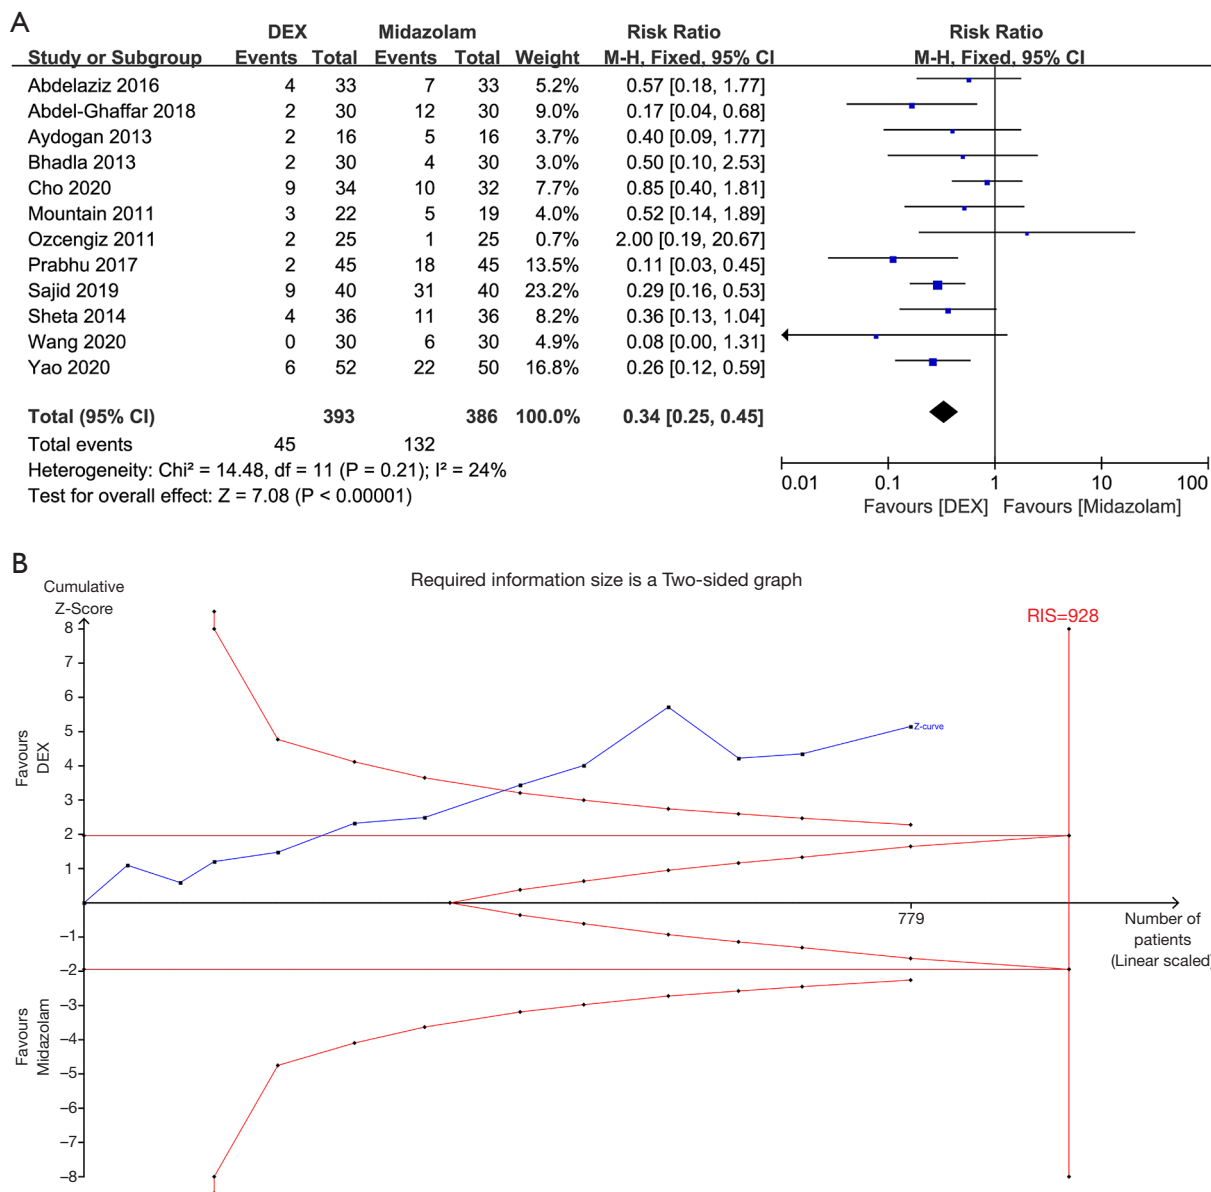 A
DEX Midazolam Risk Ratio Risk Ratio
Study or Subgroup Events Total Events Total Weight M-H, Fixed, 95% CI M-H, Fixed, 95% CI
Abdelaziz 2016 4 33 7 33 5.2% 0.57 [0.18, 1.77]
Abdel-Ghaffar 2018 2 30 12 30 9.0% 0.17 [0.04, 0.68]
Aydogan 2013 2 16 5 16 3.7% 0.40 [0.09, 1.77]
Bhadla 2013 2 30 4 30 3.0% 0.50 [0.10, 2.53]
Cho 2020 9 34 10 32 7.7% 0.85 [0.40, 1.81]
Mountain 2011 3 22 5 19 4.0% 0.52 [0.14, 1.89]
Ozcengiz 2011 2 25 1 25 0.7% 2.00 [0.19, 20.67]
Prabhu 2017 2 45 18 45 13.5% 0.11 [0.03, 0.45]
Sajid 2019 9 40 31 40 23.2% 0.29 [0.16, 0.53]
Sheta 2014 4 36 11 36 8.2% 0.36 [0.13, 1.04]
Wang 2020 0 30 6 30 4.9% 0.08 [0.00, 1.31]
Yao 2020 6 52 22 50 16.8% 0.26 [0.12, 0.59]
Total (95% CI) 393 386 100.0% 0.34 [0.25, 0.45]
Total events 45 132
Heterogeneity: Chi² = 14.48, df = 11 (P = 0.21); I² = 24%
Test for overall effect: Z = 7.08 (P < 0.00001)
0.01 0.1 1 10 100
Favours [DEX] Favours [Midazolam]
B
Cumulative
Z-Score
Required information size is a Two-sided graph
RIS=928
8
7
6
5
4
3
2
1
−1
−2
−3
−4
−5
−6
−7
−8
Favours
DEX
Favours
Midazolam
Z-curve
779
Number of
patients
(Linear scaled)